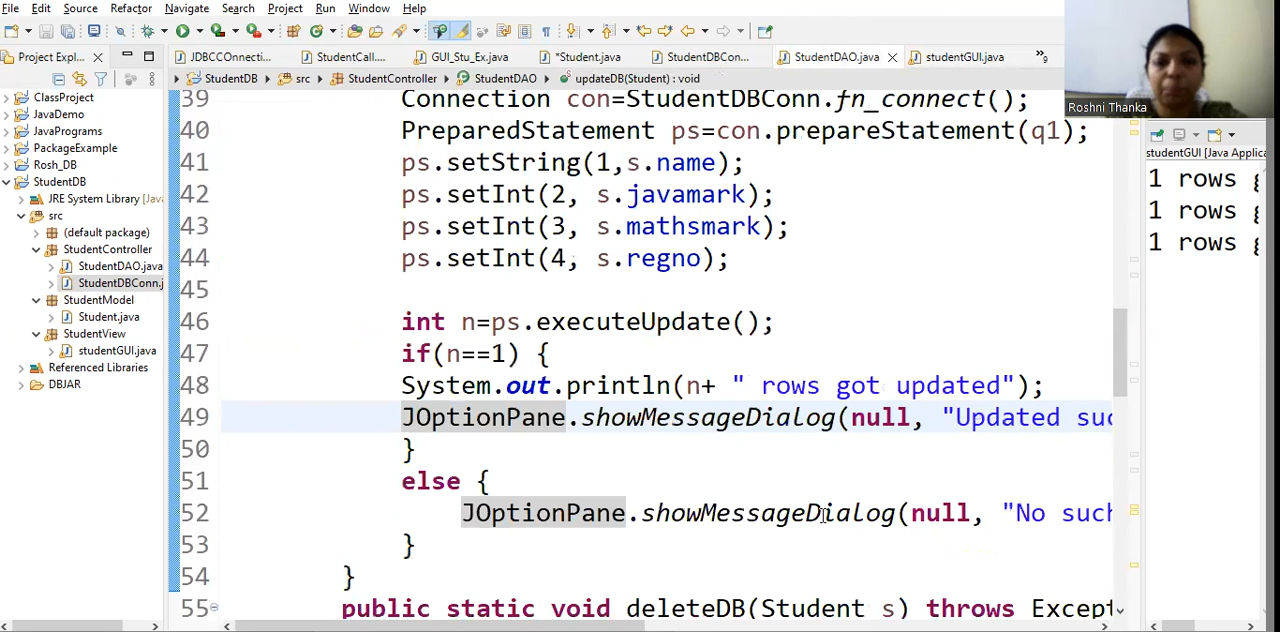 File Edit Source Refactor Navigate Search Project Run Window Help
Project Expl...
JDBCCOnnecti...
StudentCall....
GUI_Stu_Ex.java
*Student.java
StudentDBCon...
StudentDAO.java
studentGUI.java
StudentDB
src
StudentController
StudentDAO
updateDB(Student) : void
Roshni Thanka
ClassProject
JavaDemo
JavaPrograms
PackageExample
Rosh_DB
StudentDB
JRE System Library [Java
src
(default package)
StudentController
StudentDAO.java
StudentDBConn.j
StudentModel
Student.java
StudentView
studentGUI.java
Referenced Libraries
DBJAR
39 Connection con=StudentDBConn.fn_connect();
40 PreparedStatement ps=con.prepareStatement(q1);
41 ps.setString(1,s.name);
42 ps.setInt(2, s.javamark);
43 ps.setInt(3, s.mathsmark);
44 ps.setInt(4, s.regno);
45
46 int n=ps.executeUpdate();
47 if(n==1) {
48 System.out.println(n+ " rows got updated");
49 JOptionPane.showMessageDialog(null, "Updated suc
50 }
51 else {
52 JOptionPane.showMessageDialog(null, "No such
53 }
54 }
55 public static void deleteDB(Student s) throws Except
studentGUI [Java Applica
1 rows g
1 rows g
1 rows g